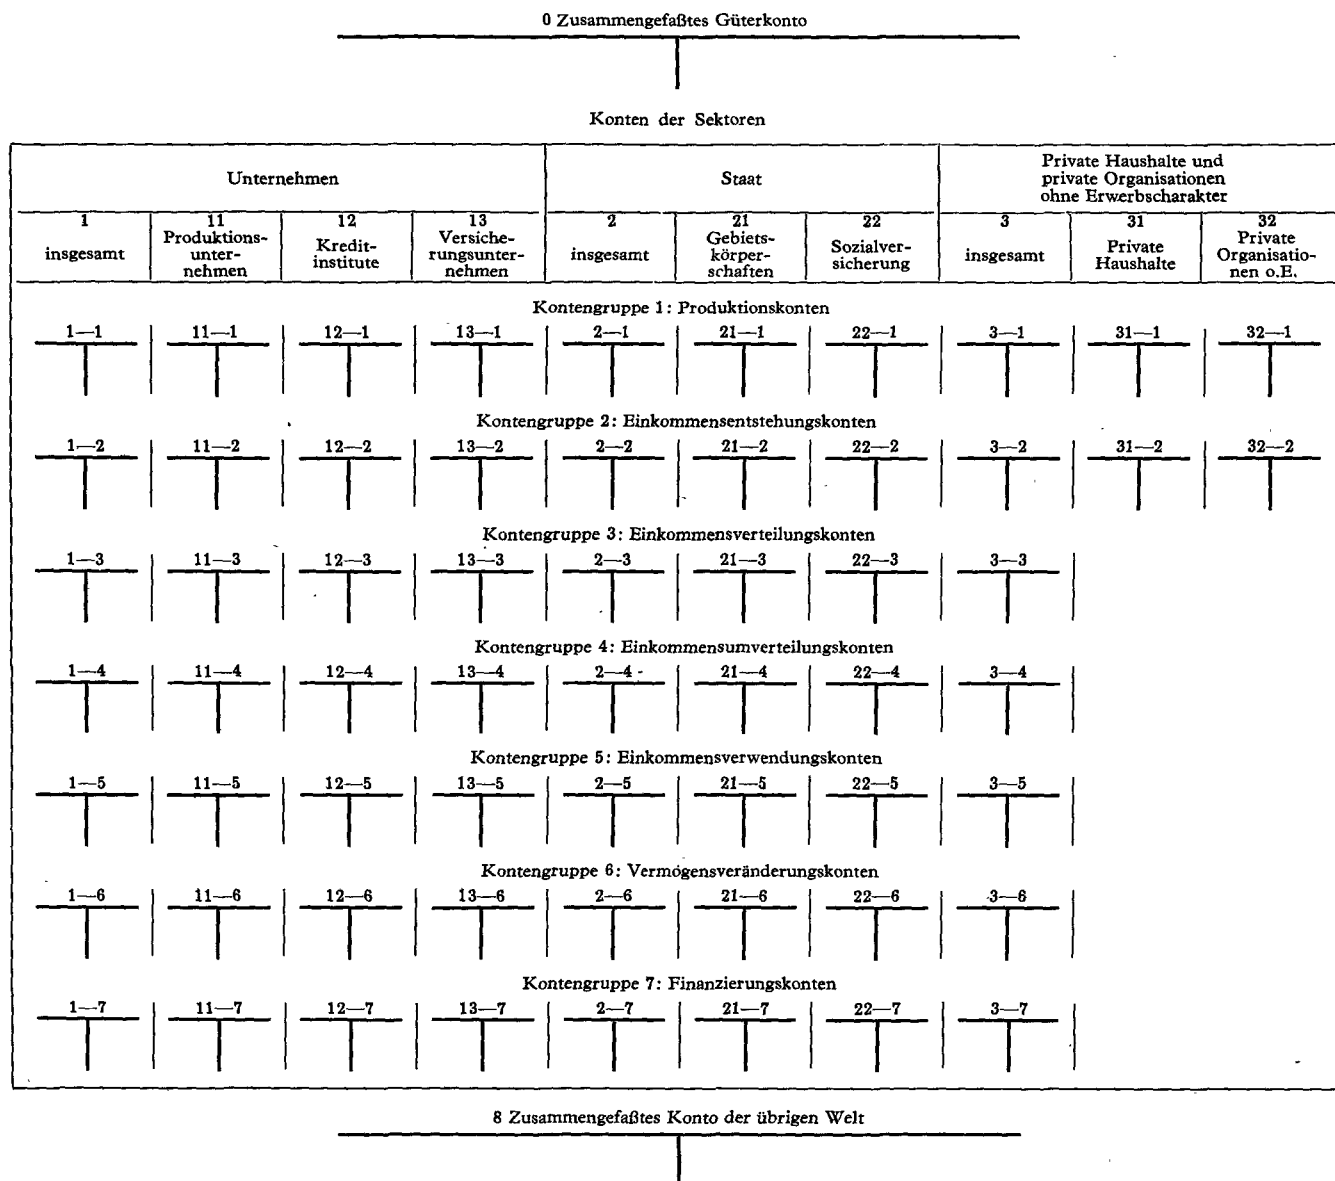 0 Zusammengefaßtes Güterkonto
Konten der Sektoren
Unternehmen
Staat
Private Haushalte und
private Organisationen
ohne Erwerbscharakter
1
insgesamt
11
Produktions-
unter-
nehmen
12
Kredit-
institute
13
Versiche-
rungsunter-
nehmen
2
insgesamt
21
Gebiets-
körper-
schaften
22
Sozialver-
sicherung
3
insgesamt
31
Private
Haushalte
32
Private
Organisatio-
nen o.E.
Kontengruppe 1: Produktionskonten
1—1 11—1 12—1 13—1 2—1 21—1 22—1 3—1 31—1 32—1
Kontengruppe 2: Einkommensentstehungskonten
1—2 11—2 12—2 13—2 2—2 21—2 22—2 3—2 31—2 32—2
Kontengruppe 3: Einkommensverteilungskonten
1—3 11—3 12—3 13—3 2—3 21—3 22—3 3—3
Kontengruppe 4: Einkommensumverteilungskonten
1—4 11—4 12—4 13—4 2—4 21—4 22—4 3—4
Kontengruppe 5: Einkommensverwendungskonten
1—5 11—5 12—5 13—5 2—5 21—5 22—5 3—5
Kontengruppe 6: Vermögensveränderungskonten
1—6 11—6 12—6 13—6 2—6 21—6 22—6 3—6
Kontengruppe 7: Finanzierungskonten
1—7 11—7 12—7 13—7 2—7 21—7 22—7 3—7
8 Zusammengefaßtes Konto der übrigen Welt